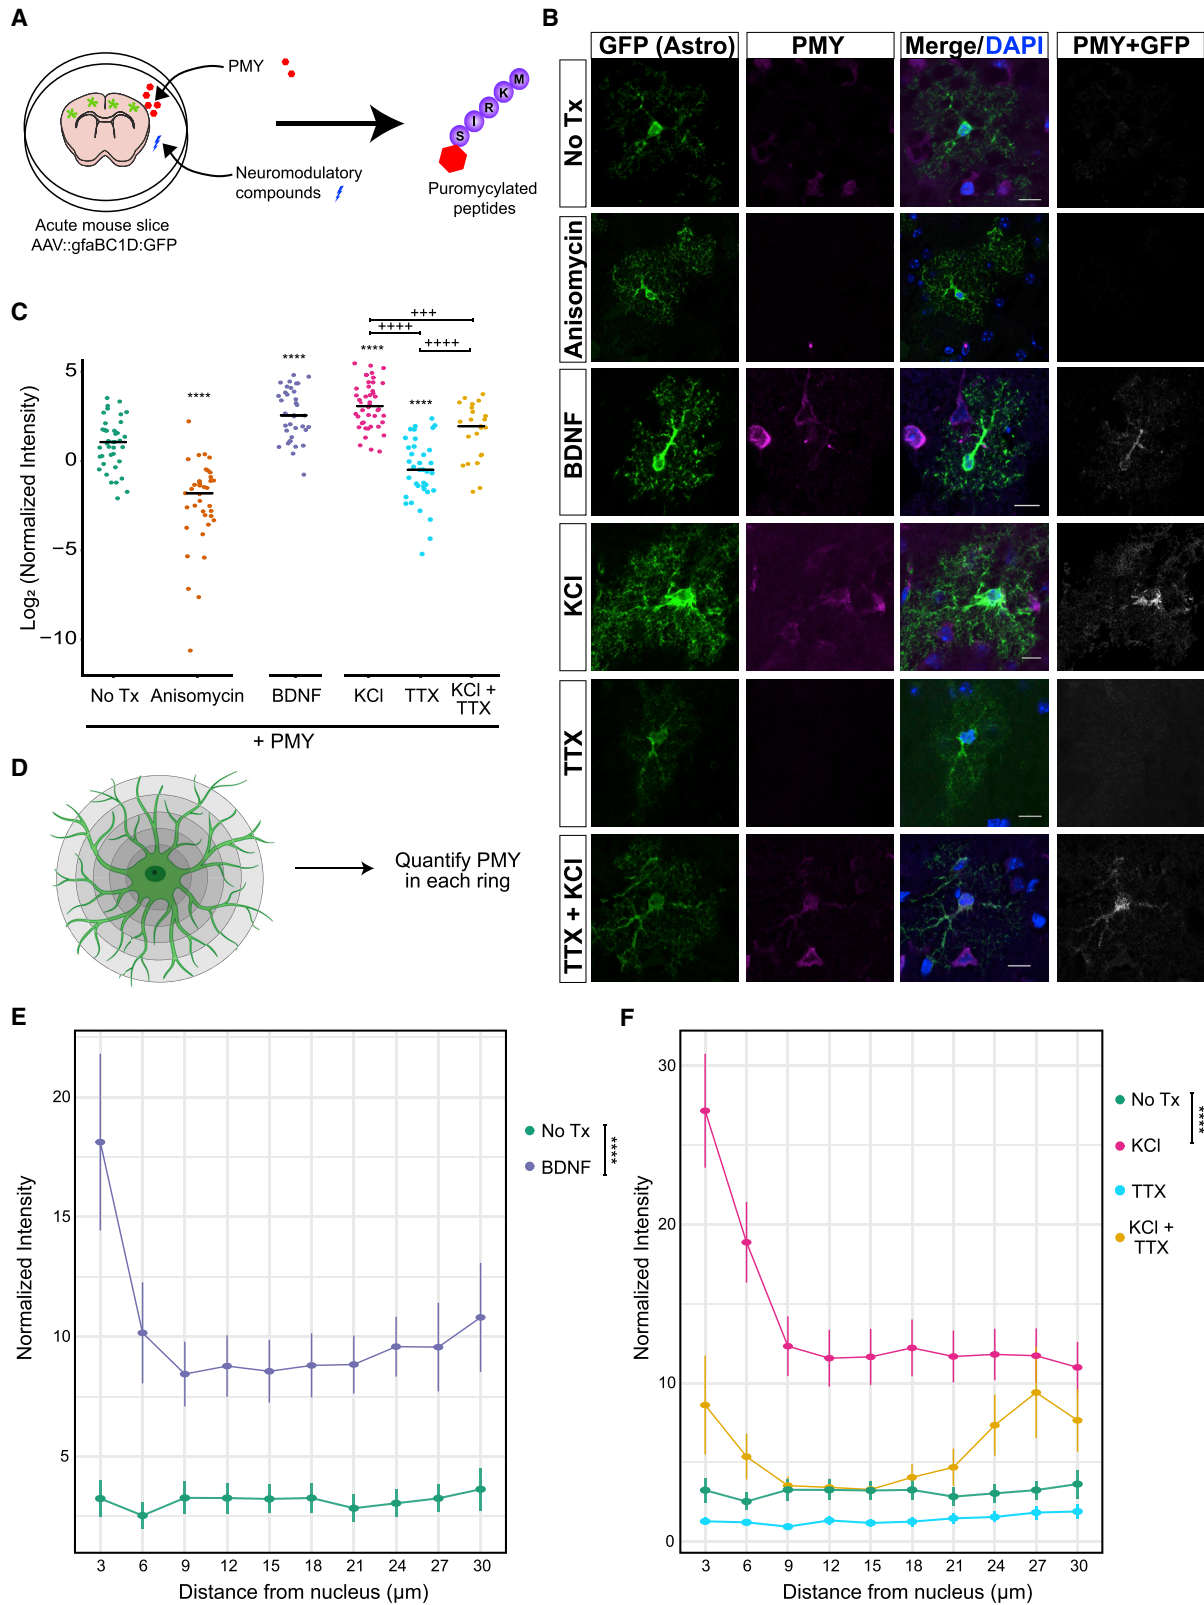 A
PMY
Neuromodulatory
compounds
Acute mouse slice
AAV::gfaBC1D:GFP
S I R K M
Puromycylated
peptides
B
GFP (Astro)
PMY
Merge/DAPI
PMY+GFP
No Tx
Anisomycin
BDNF
KCl
TTX
TTX + KCl
C
Log₂ (Normalized Intensity)
5
0
−5
−10
****
****
****
****
+++
++++
++++
No Tx
Anisomycin
BDNF
KCl
TTX
KCl +
TTX
+ PMY
D
Quantify PMY
in each ring
E
Normalized Intensity
20
15
10
5
3 6 9 12 15 18 21 24 27 30
Distance from nucleus (µm)
No Tx
BDNF
****
F
Normalized Intensity
30
20
10
0
3 6 9 12 15 18 21 24 27 30
Distance from nucleus (µm)
No Tx
KCl
TTX
KCl +
TTX
****